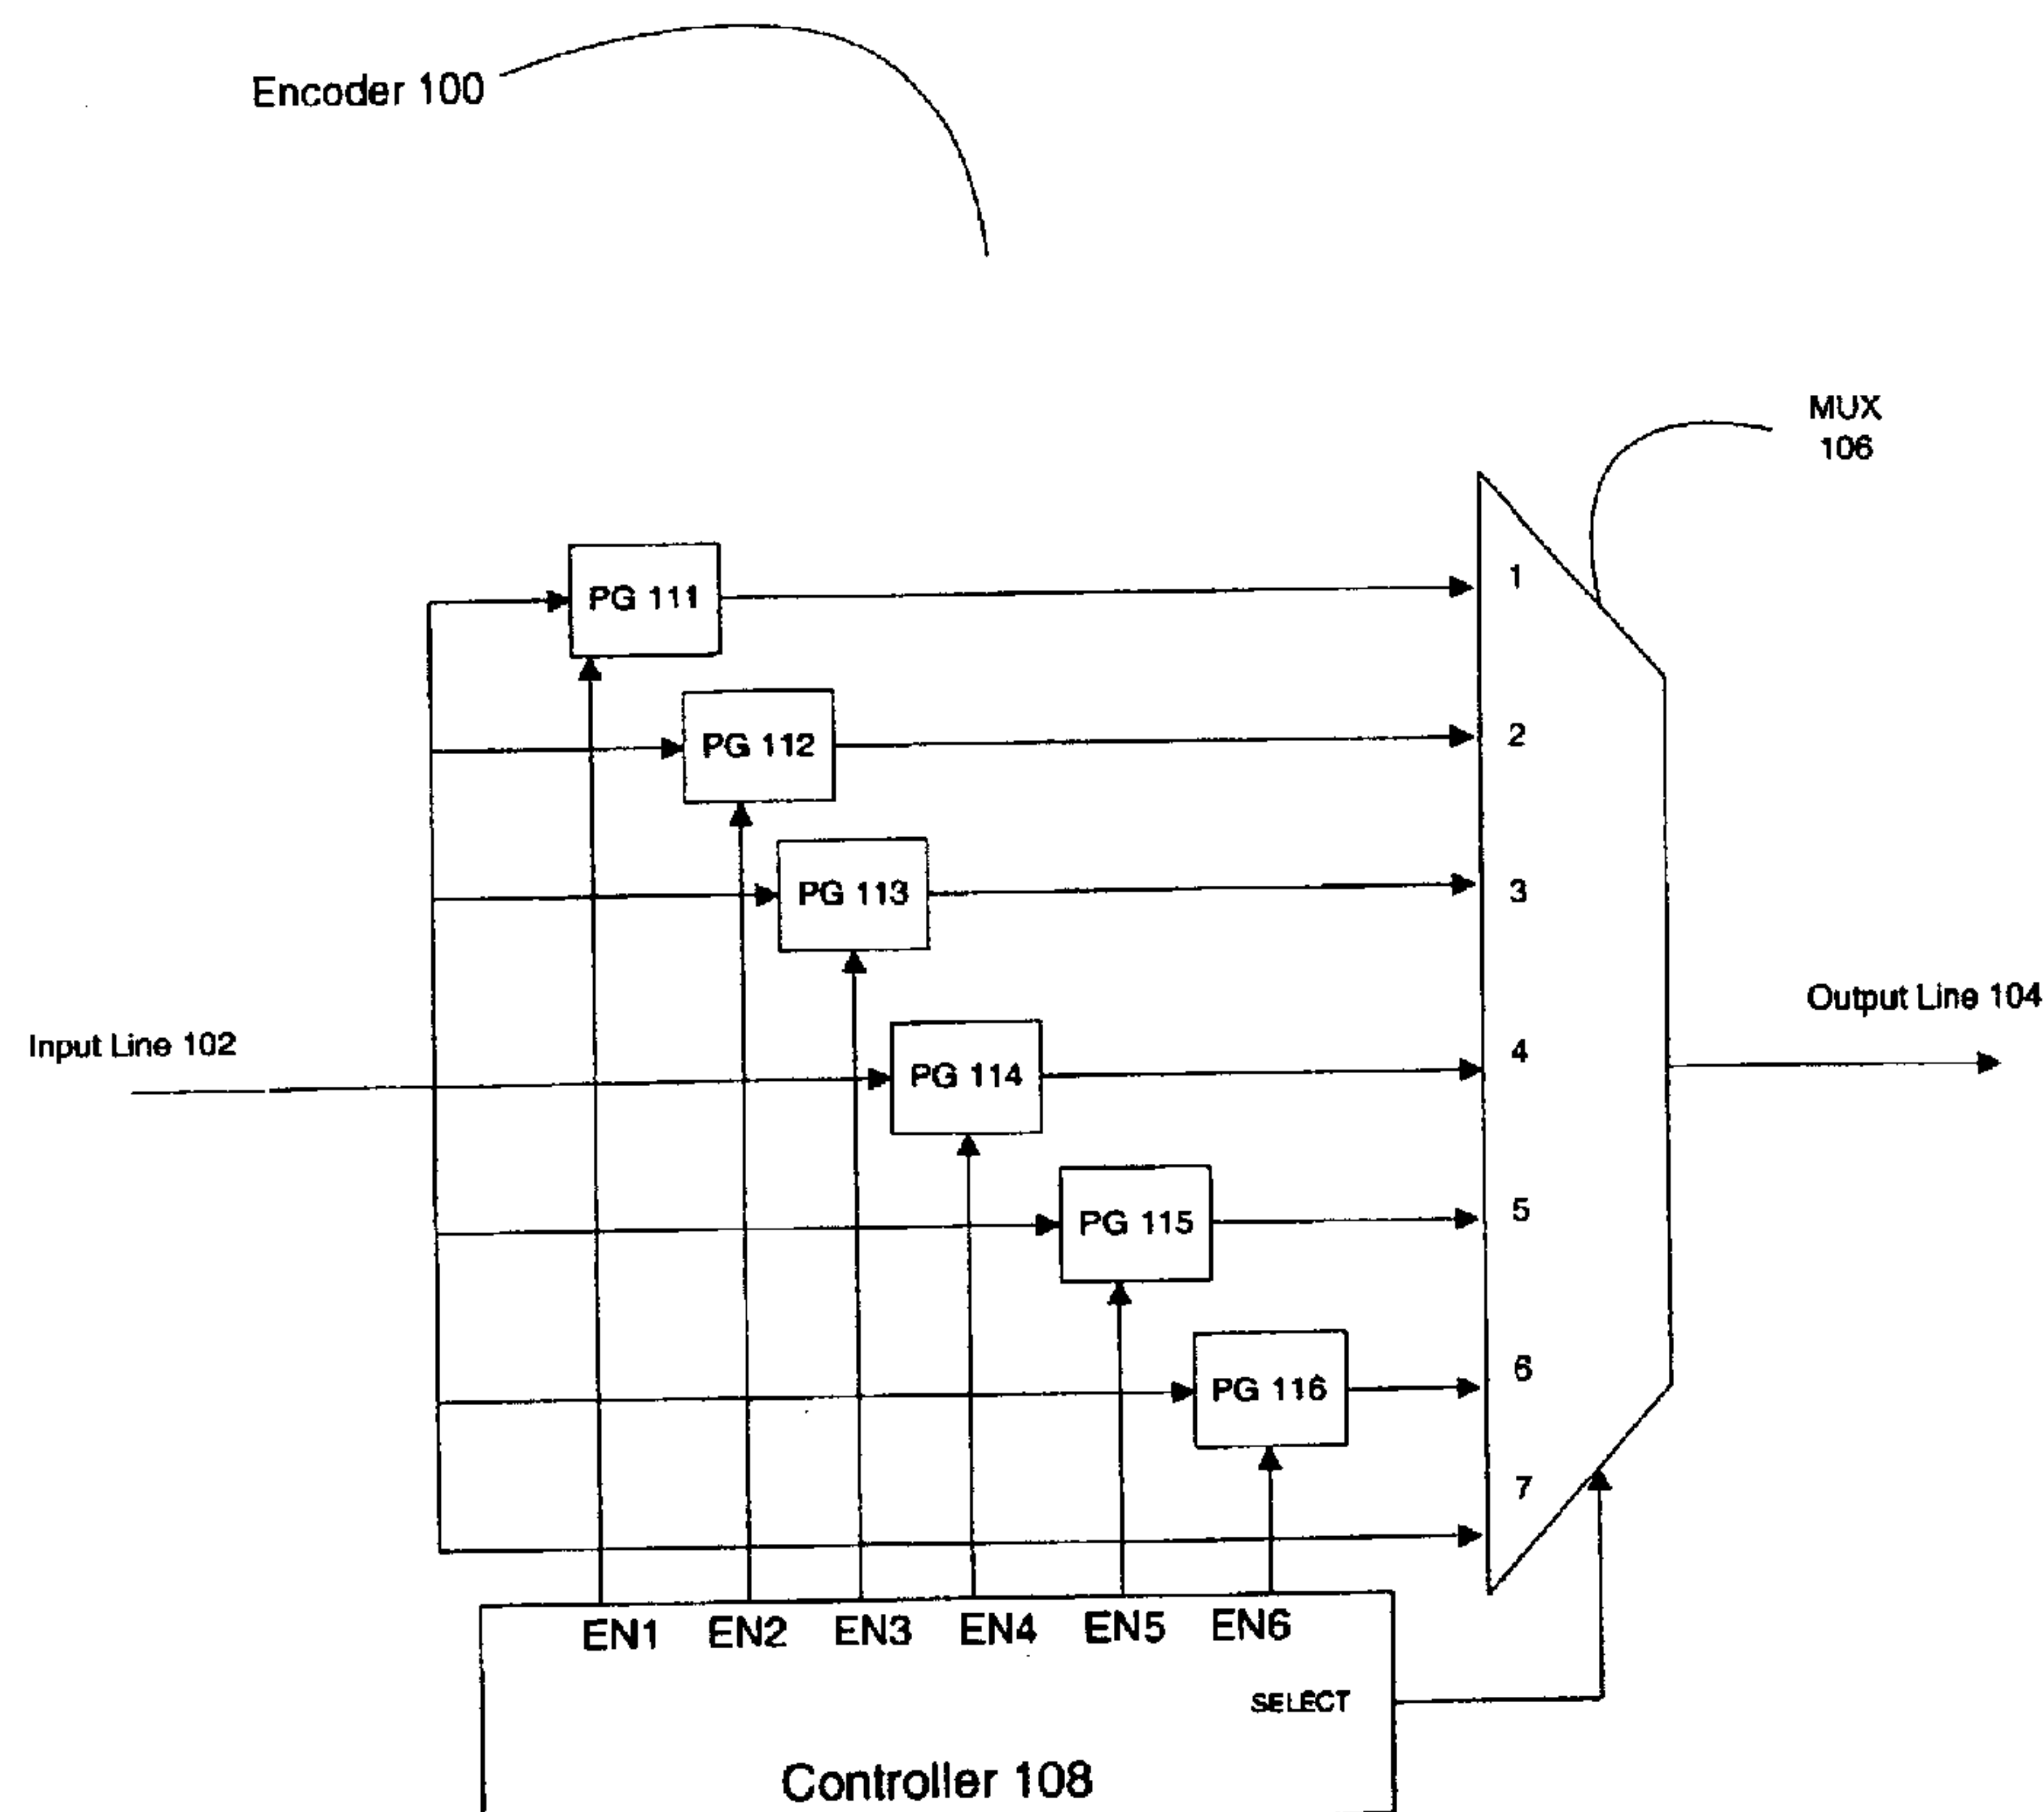 Encoder 100
MUX
106
PG 111
1
PG 112
2
PG 113
3
Input Line 102
PG 114
4
Output Line 104
PG 115
5
PG 116
6
7
EN1 EN2 EN3 EN4 EN5 EN6
SELECT
Controller 108